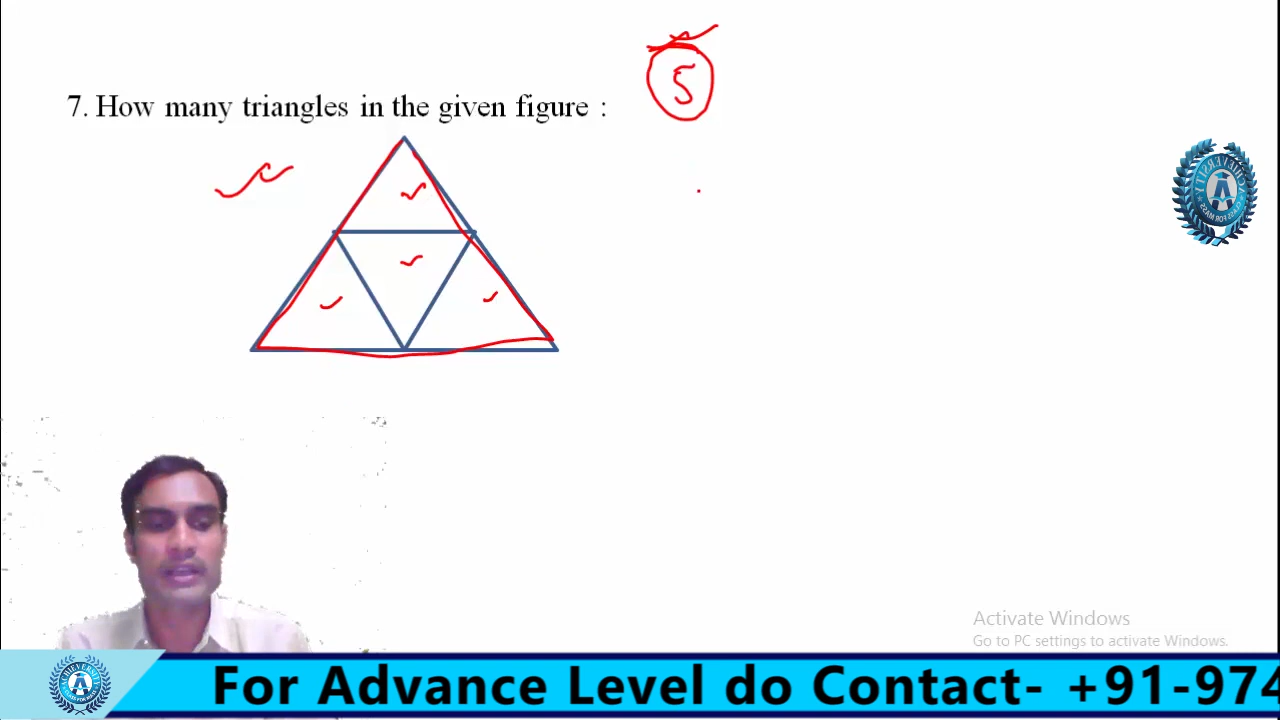 5
7. How many triangles in the given figure :
Activate Windows
Go to PC settings to activate Windows.
For Advance Level do Contact- +91-974